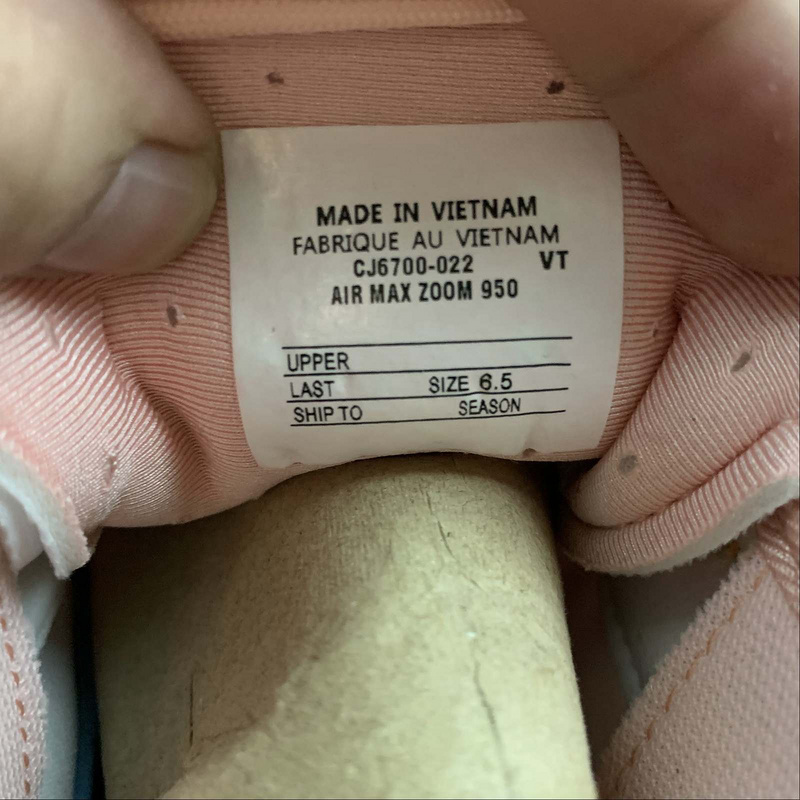 MADE IN VIETNAM
FABRIQUE AU VIETNAM
CJ6700-022 VT
AIR MAX ZOOM 950
UPPER
LAST SIZE 6.5
SHIP TO SEASON